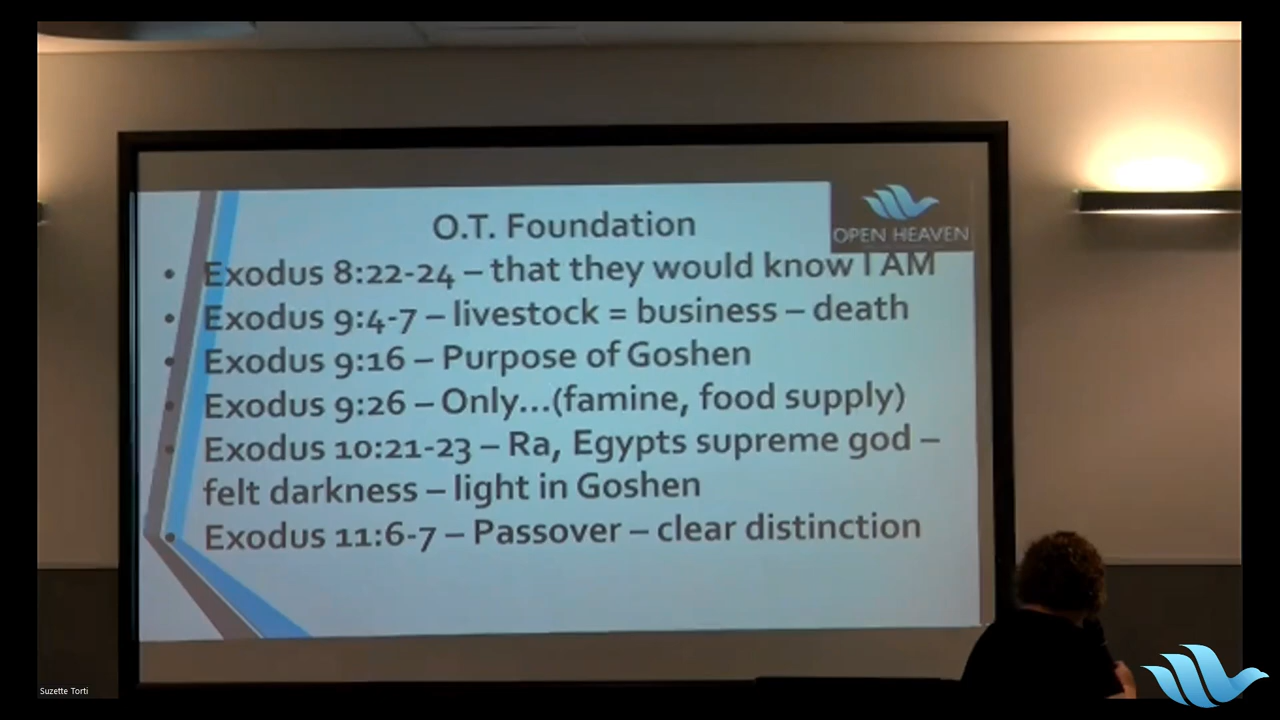 O.T. Foundation
OPEN HEAVEN
• Exodus 8:22-24 – that they would know I AM
• Exodus 9:4-7 – livestock = business – death
• Exodus 9:16 – Purpose of Goshen
• Exodus 9:26 – Only...(famine, food supply)
• Exodus 10:21-23 – Ra, Egypts supreme god –
felt darkness – light in Goshen
• Exodus 11:6-7 – Passover – clear distinction
Suzette Torti